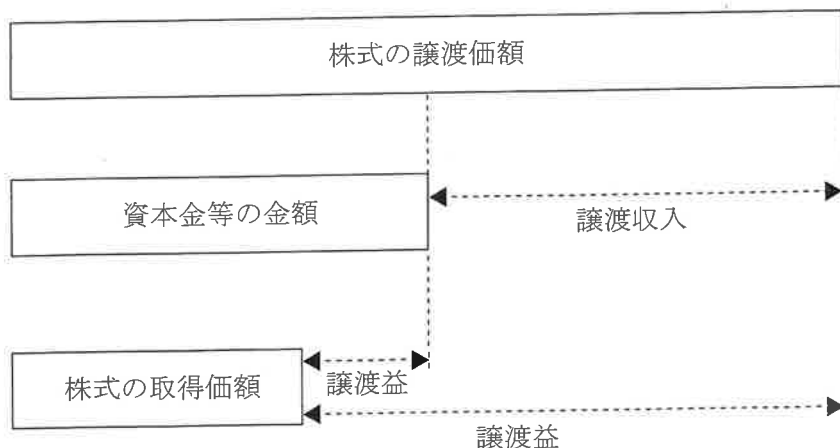 株式の譲渡価額
資本金等の金額
譲渡収入
株式の取得価額
譲渡益
譲渡益